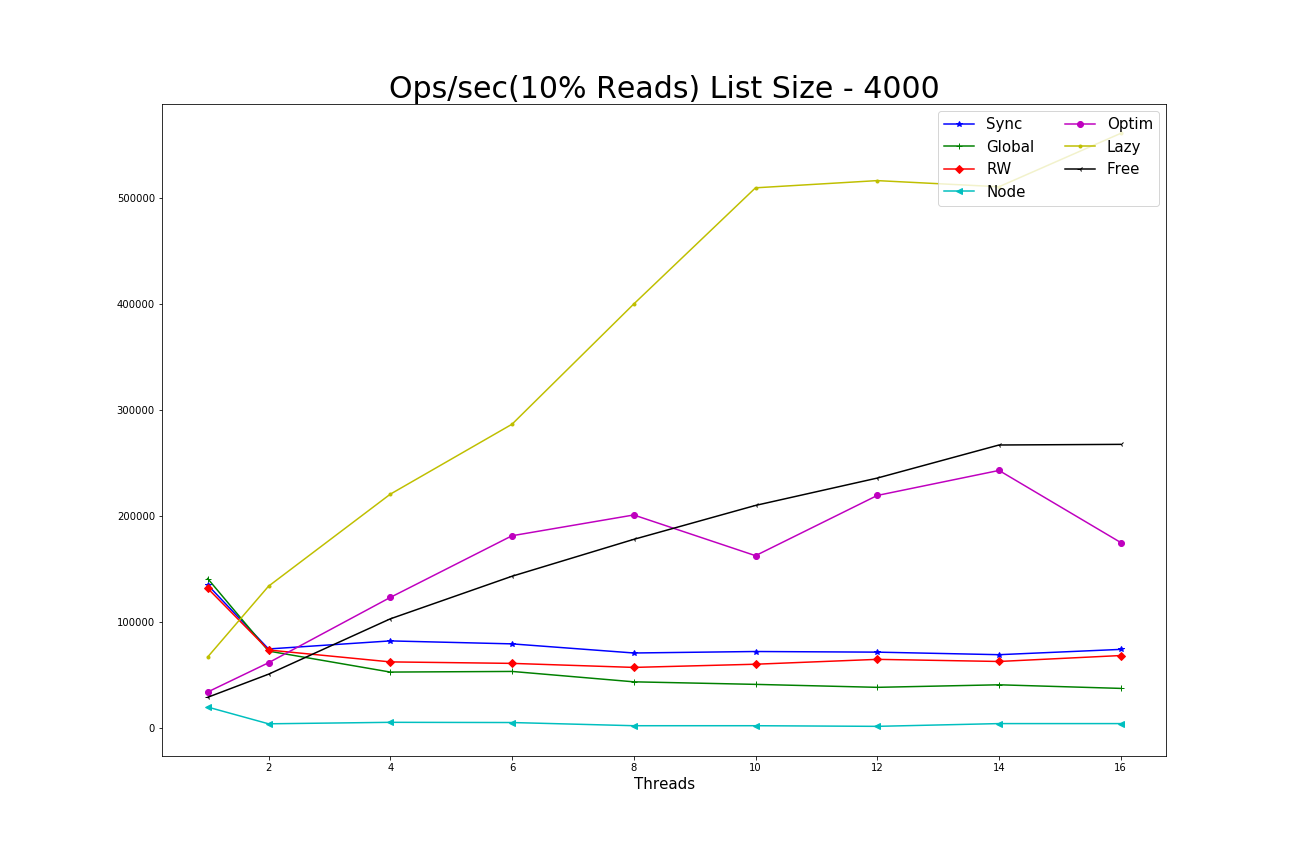 Ops/sec(10% Reads) List Size - 4000
Sync
Global
RW
Node
Optim
Lazy
Free
500000
400000
300000
200000
100000
0
2 4 6 8 10 12 14 16
Threads